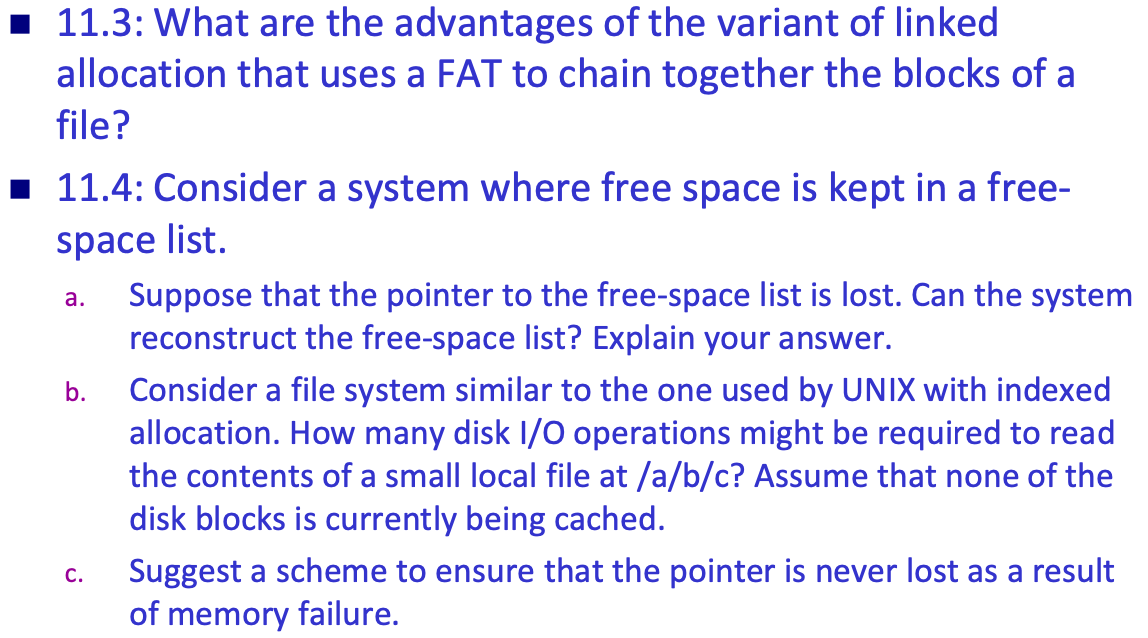 ■ 11.3: What are the advantages of the variant of linked
allocation that uses a FAT to chain together the blocks of a
file?
■ 11.4: Consider a system where free space is kept in a free-
space list.
a. Suppose that the pointer to the free-space list is lost. Can the system
reconstruct the free-space list? Explain your answer.
b. Consider a file system similar to the one used by UNIX with indexed
allocation. How many disk I/O operations might be required to read
the contents of a small local file at /a/b/c? Assume that none of the
disk blocks is currently being cached.
c. Suggest a scheme to ensure that the pointer is never lost as a result
of memory failure.